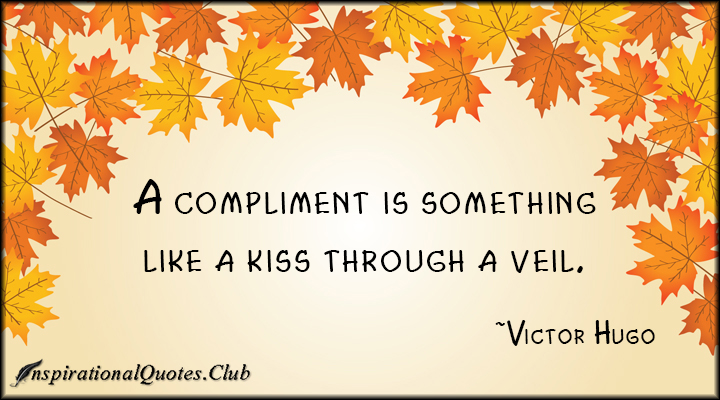 A compliment is something
like a kiss through a veil.
~Victor Hugo
InspirationalQuotes.Club